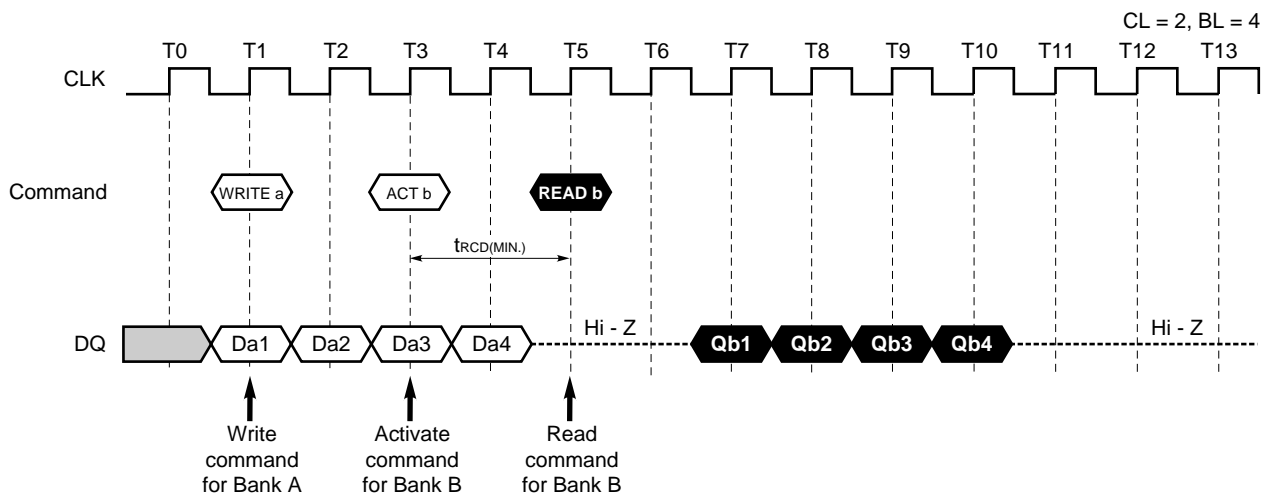 CL = 2, BL = 4
T0 T1 T2 T3 T4 T5 T6 T7 T8 T9 T10 T11 T12 T13
CLK
Command WRITE a ACT b READ b
tRCD(MIN.)
Hi - Z Hi - Z
DQ Da1 Da2 Da3 Da4 Qb1 Qb2 Qb3 Qb4
Write Activate Read
command command command
for Bank A for Bank B for Bank B